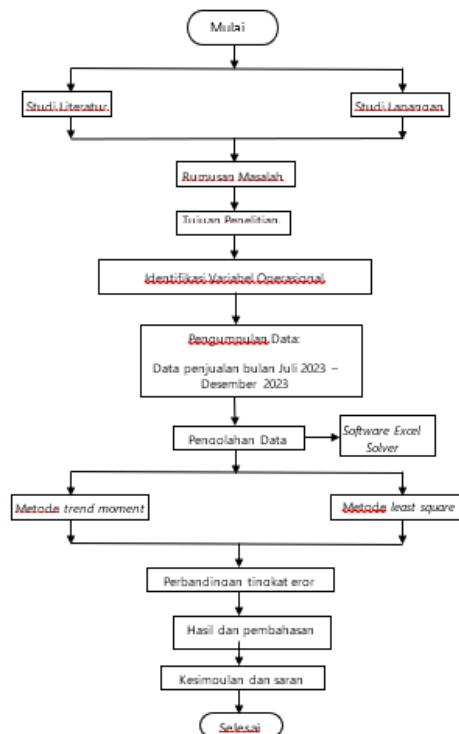 Mulai
Studi Literatur
Studi Lapangan
Rumusan Masalah
Tujuan Penelitian
Identifikasi Variabel Operasional
Pengumpulan Data:
Data penjualan bulan Juli 2023 –
Desember 2023
Pengolahan Data
Software Excel
Solver
Metode trend moment
Metode least square
Perbandingan tingkat eror
Hasil dan pembahasan
Kesimpulan dan saran
Selesai